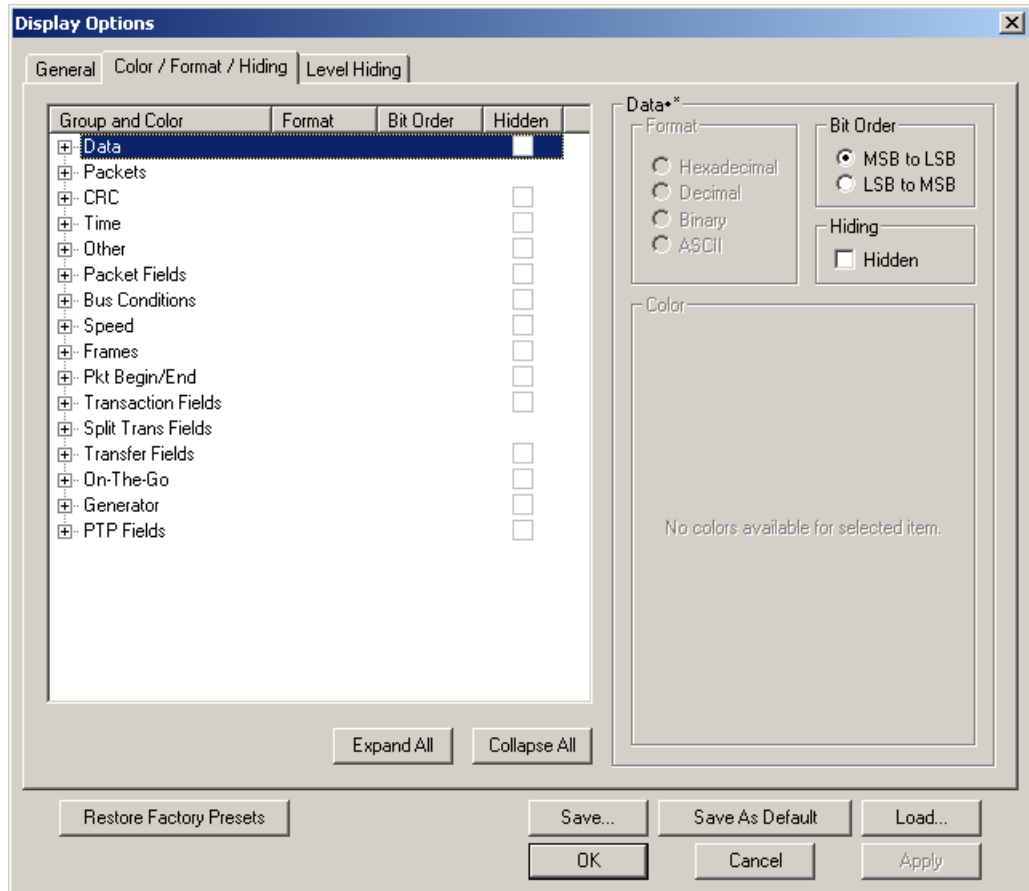 Display Options
General
Color / Format / Hiding
Level Hiding
Group and Color Format Bit Order Hidden
Data
Packets
CRC
Time
Other
Packet Fields
Bus Conditions
Speed
Frames
Pkt Begin/End
Transaction Fields
Split Trans Fields
Transfer Fields
On-The-Go
Generator
PTP Fields
Expand All
Collapse All
Data•*
Format
Hexadecimal
Decimal
Binary
ASCII
Bit Order
MSB to LSB
LSB to MSB
Hiding
Hidden
Color
No colors available for selected item.
Restore Factory Presets
Save...
Save As Default
Load...
OK
Cancel
Apply